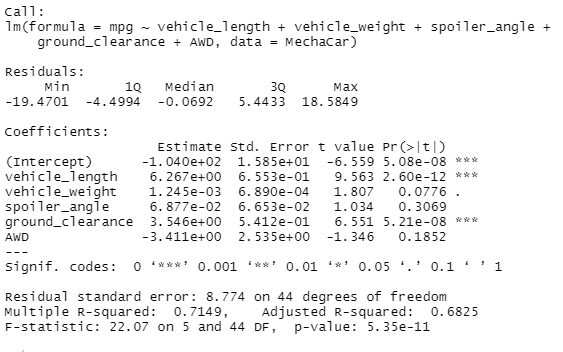 Call:
lm(formula = mpg ~ vehicle_length + vehicle_weight + spoiler_angle +
    ground_clearance + AWD, data = MechaCar)
Residuals:
     Min       1Q   Median       3Q      Max
-19.4701  -4.4994  -0.0692   5.4433  18.5849
Coefficients:
                   Estimate Std. Error t value Pr(>|t|)
(Intercept)      -1.040e+02  1.585e+01  -6.559 5.08e-08 ***
vehicle_length    6.267e+00  6.553e-01   9.563 2.60e-12 ***
vehicle_weight    1.245e-03  6.890e-04   1.807   0.0776 .
spoiler_angle     6.877e-02  6.653e-02   1.034   0.3069
ground_clearance  3.546e+00  5.412e-01   6.551 5.21e-08 ***
AWD              -3.411e+00  2.535e+00  -1.346   0.1852
---
Signif. codes:  0 ‘***’ 0.001 ‘**’ 0.01 ‘*’ 0.05 ‘.’ 0.1 ‘ ’ 1
Residual standard error: 8.774 on 44 degrees of freedom
Multiple R-squared:  0.7149,	Adjusted R-squared:  0.6825
F-statistic: 22.07 on 5 and 44 DF,  p-value: 5.35e-11